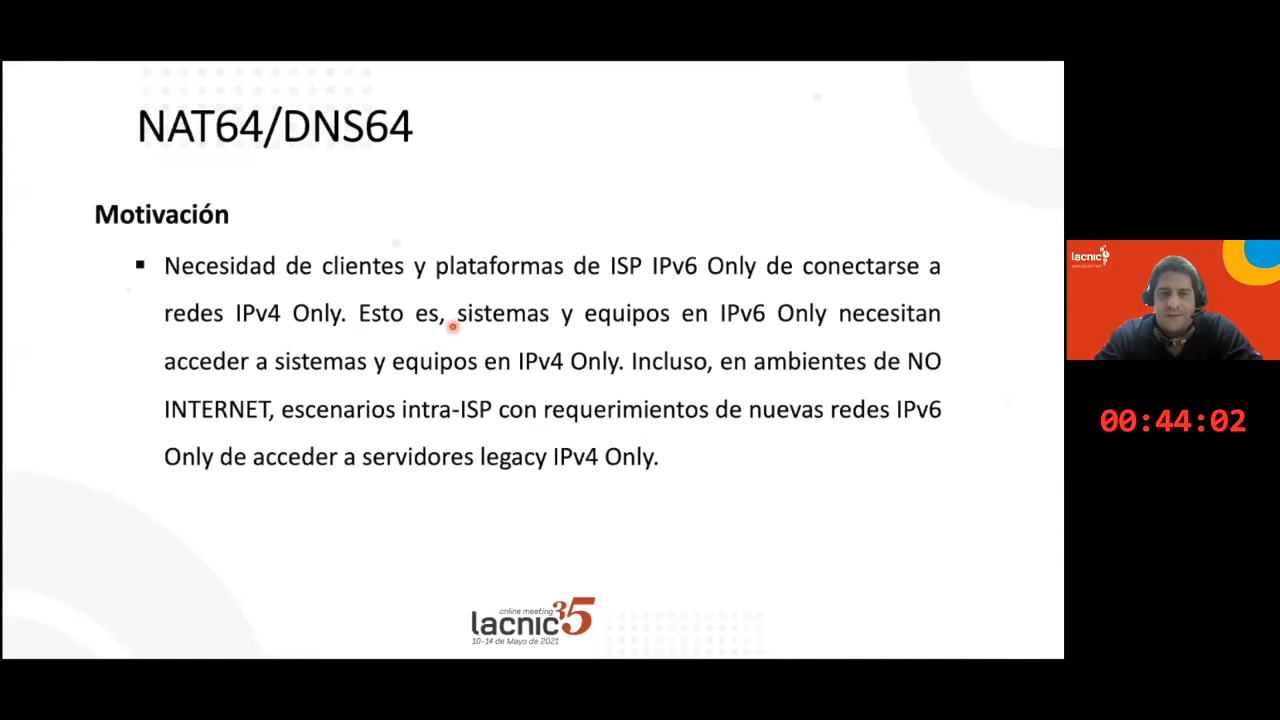 NAT64/DNS64
Motivación
▪ Necesidad de clientes y plataformas de ISP IPv6 Only de conectarse a
redes IPv4 Only. Esto es, sistemas y equipos en IPv6 Only necesitan
acceder a sistemas y equipos en IPv4 Only. Incluso, en ambientes de NO
INTERNET, escenarios intra-ISP con requerimientos de nuevas redes IPv6
Only de acceder a servidores legacy IPv4 Only.
online meeting
lacnic 35
10-14 de Mayo de 2021
lacnic
00:44:02